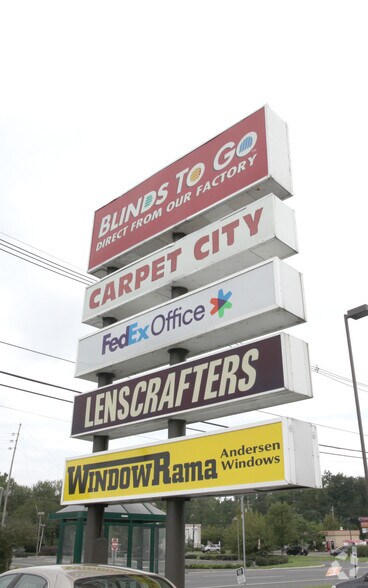 BLINDS TO GO
DIRECT FROM OUR FACTORY
CARPET CITY
FedEx Office
LENSCRAFTERS
WINDOWRAMA
Andersen
Windows